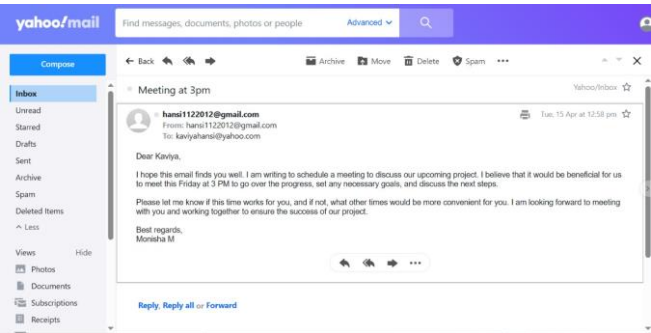 yahoo!mail
Find messages, documents, photos or people
Advanced
Compose
Back
Archive
Move
Delete
Spam
Inbox
Unread
Starred
Drafts
Sent
Archive
Spam
Deleted Items
Less
Views Hide
Photos
Documents
Subscriptions
Receipts
Meeting at 3pm
Yahoo/Inbox
hansi1122012@gmail.com
Tue, 15 Apr at 12:58 pm
From: hansi1122012@gmail.com
To: kaviyahansi@yahoo.com
Dear Kaviya,
I hope this email finds you well. I am writing to schedule a meeting to discuss our upcoming project. I believe that it would be beneficial for us
to meet this Friday at 3 PM to go over the progress, set any necessary goals, and discuss the next steps.
Please let me know if this time works for you, and if not, what other times would be more convenient for you. I am looking forward to meeting
with you and working together to ensure the success of our project.
Best regards,
Monisha M
Reply, Reply all or Forward